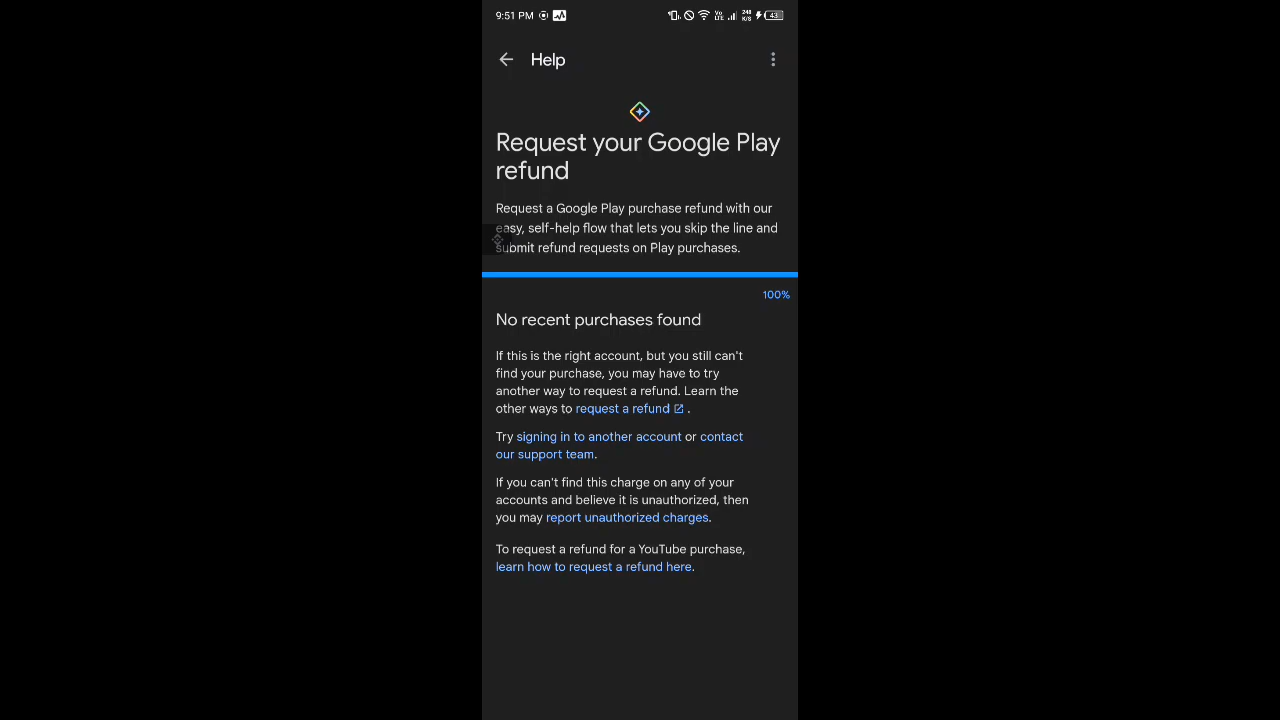 9:51 PM
Vo
LTE
248
K/S
43
Help
Request your Google Play
refund
Request a Google Play purchase refund with our
easy, self-help flow that lets you skip the line and
submit refund requests on Play purchases.
100%
No recent purchases found
If this is the right account, but you still can't
find your purchase, you may have to try
another way to request a refund. Learn the
other ways to request a refund .
Try signing in to another account or contact
our support team.
If you can't find this charge on any of your
accounts and believe it is unauthorized, then
you may report unauthorized charges.
To request a refund for a YouTube purchase,
learn how to request a refund here.